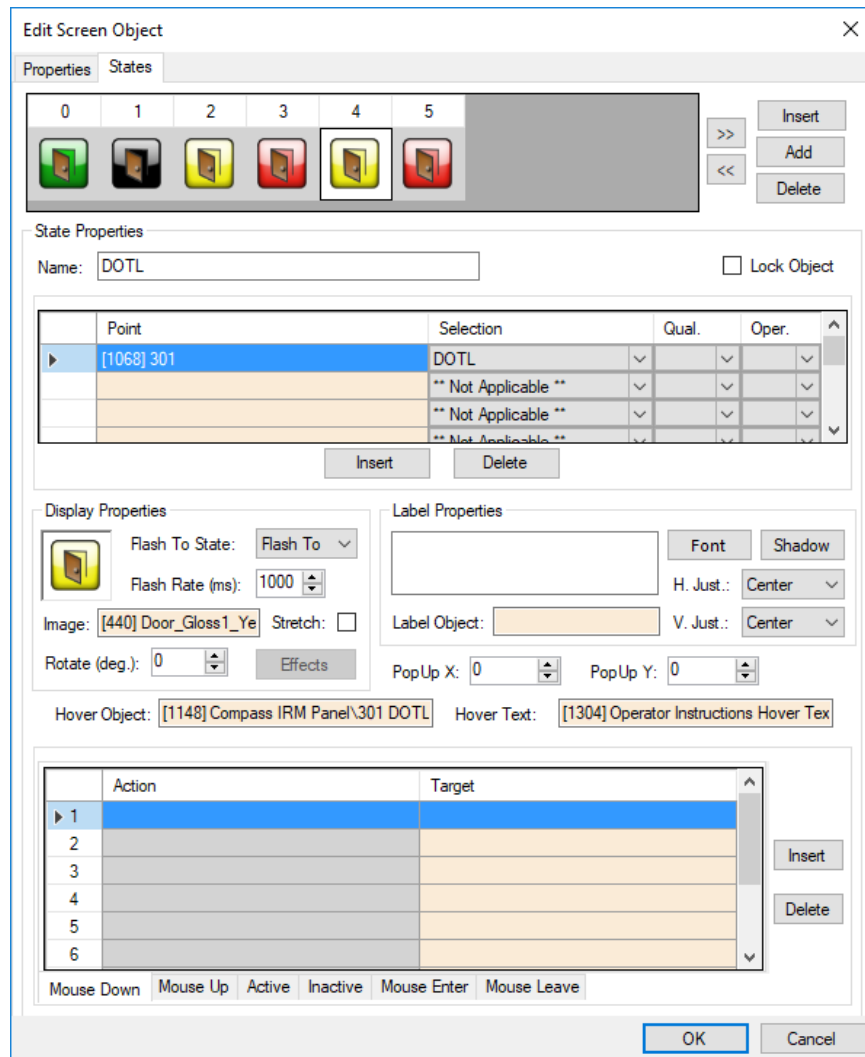 Edit Screen Object
Properties States
0 1 2 3 4 5
>>
<<
Insert
Add
Delete
State Properties
Name: DOTL
Lock Object
Point Selection Qual. Oper.
[1068] 301 DOTL
** Not Applicable **
** Not Applicable **
** Not Applicable **
Insert Delete
Display Properties
Flash To State: Flash To
Flash Rate (ms): 1000
Image: [440] Door_Gloss1_Ye Stretch:
Rotate (deg.): 0 Effects
Label Properties
Font Shadow
H. Just.: Center
Label Object: V. Just.: Center
PopUp X: 0 PopUp Y: 0
Hover Object: [1148] Compass IRM Panel\301 DOTL Hover Text: [1304] Operator Instructions Hover Tex
Action Target
1
2
3
4
5
6
Insert
Delete
Mouse Down Mouse Up Active Inactive Mouse Enter Mouse Leave
OK Cancel